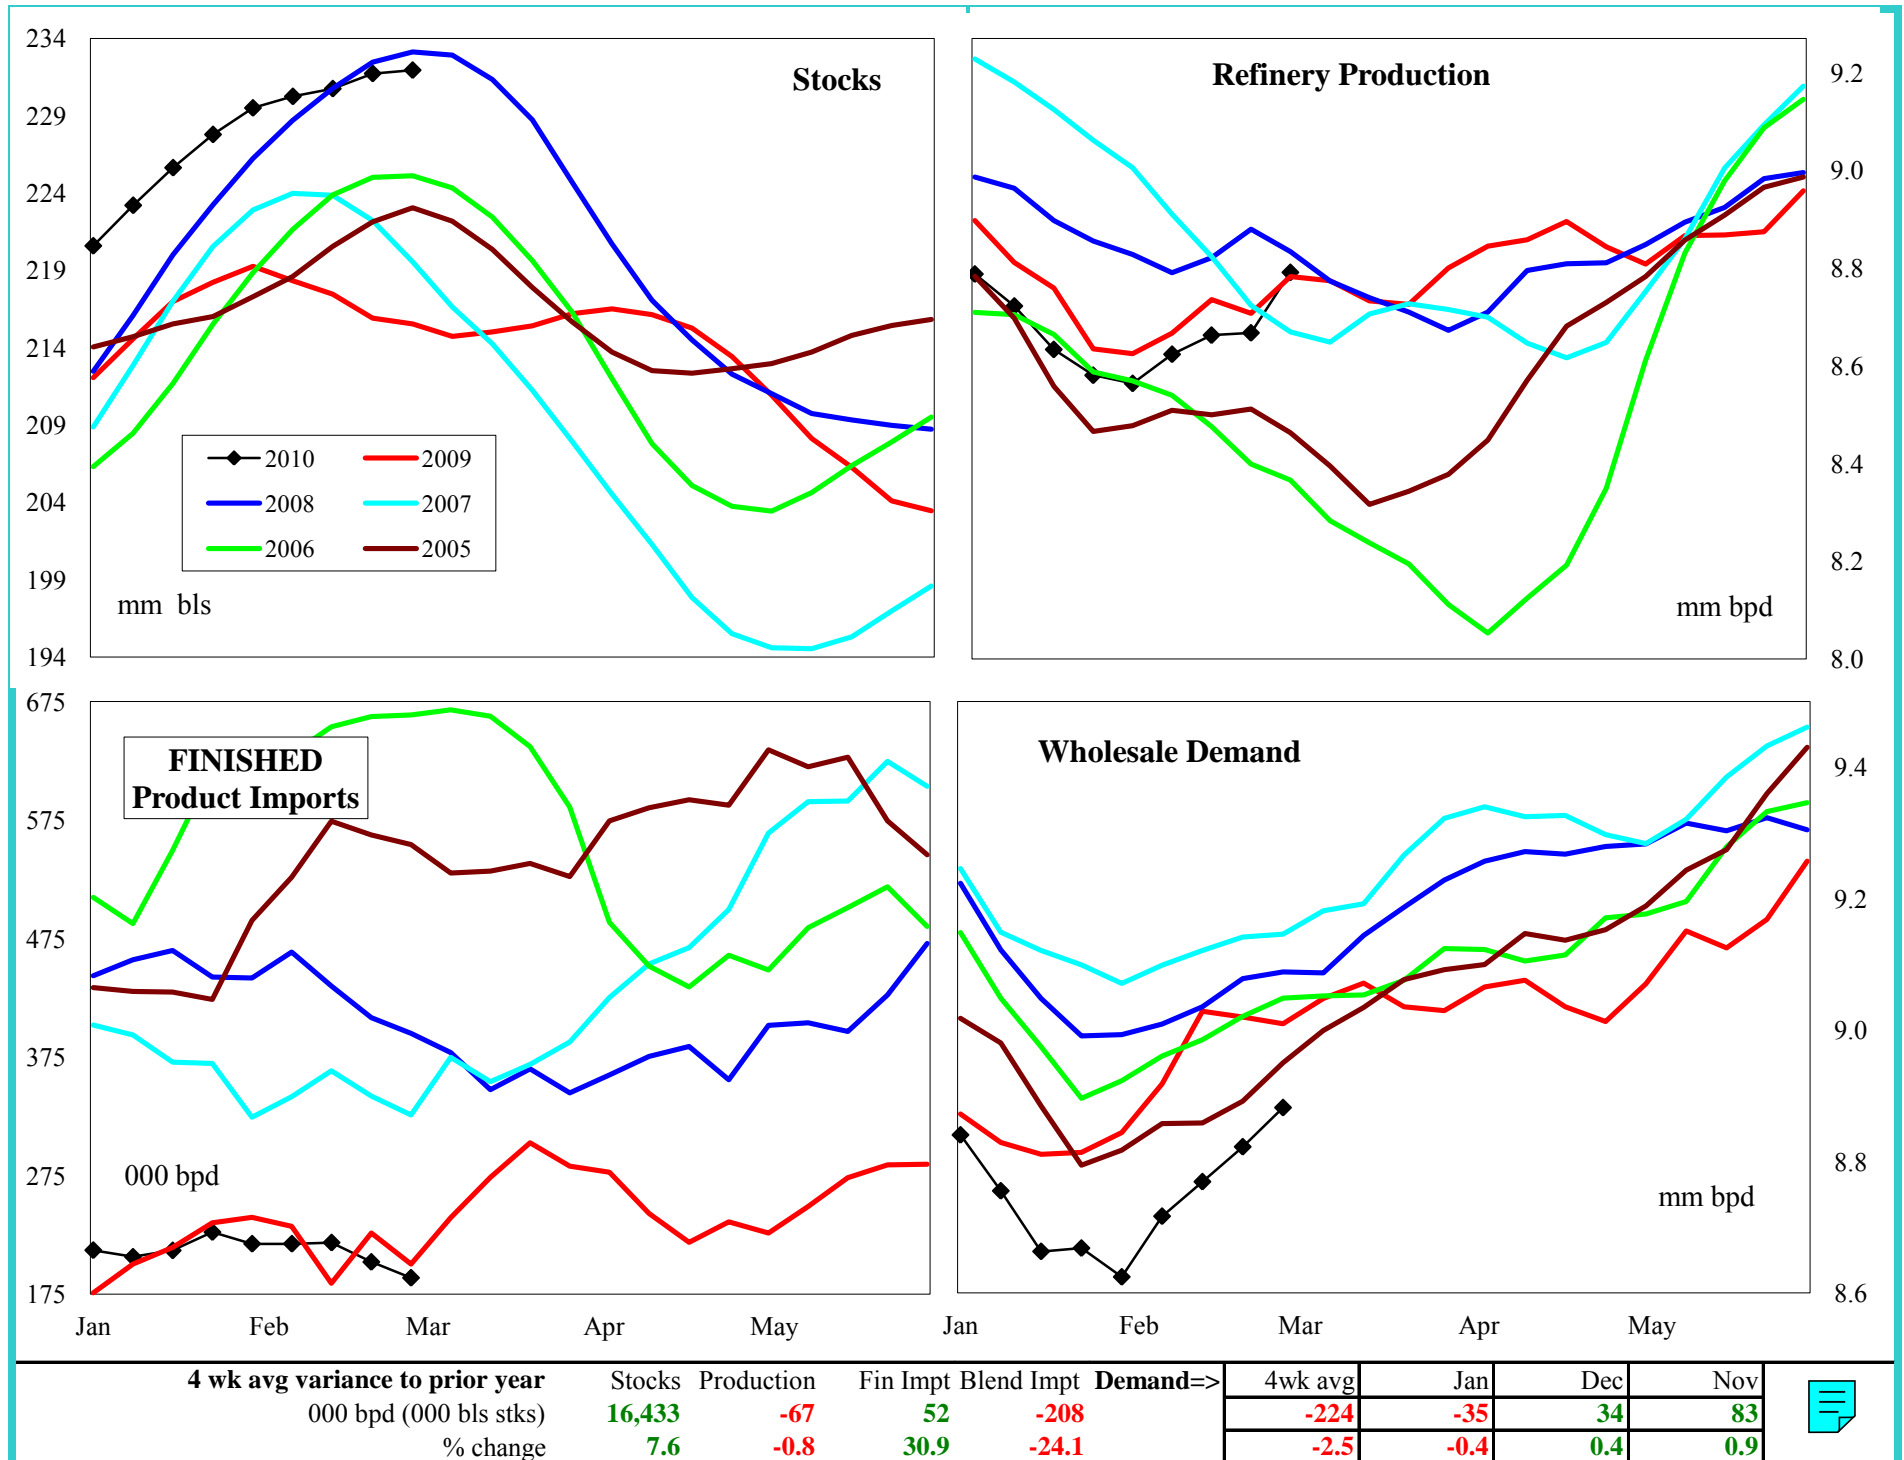 Stocks
234
229
224
219
214
209
204
199
194
2010 2009
2008 2007
2006 2005
mm bls
Refinery Production
9.2
9.0
8.8
8.6
8.4
8.2
8.0
mm bpd
FINISHED
Product Imports
675
575
475
375
275
175
000 bpd
Jan Feb Mar Apr May
Wholesale Demand
9.4
9.2
9.0
8.8
8.6
mm bpd
Jan Feb Mar Apr May
4 wk avg variance to prior year Stocks Production Fin Impt Blend Impt Demand=> 4wk avg Jan Dec Nov
000 bpd (000 bls stks) 16,433 -67 52 -208 -224 -35 34 83
% change 7.6 -0.8 30.9 -24.1 -2.5 -0.4 0.4 0.9